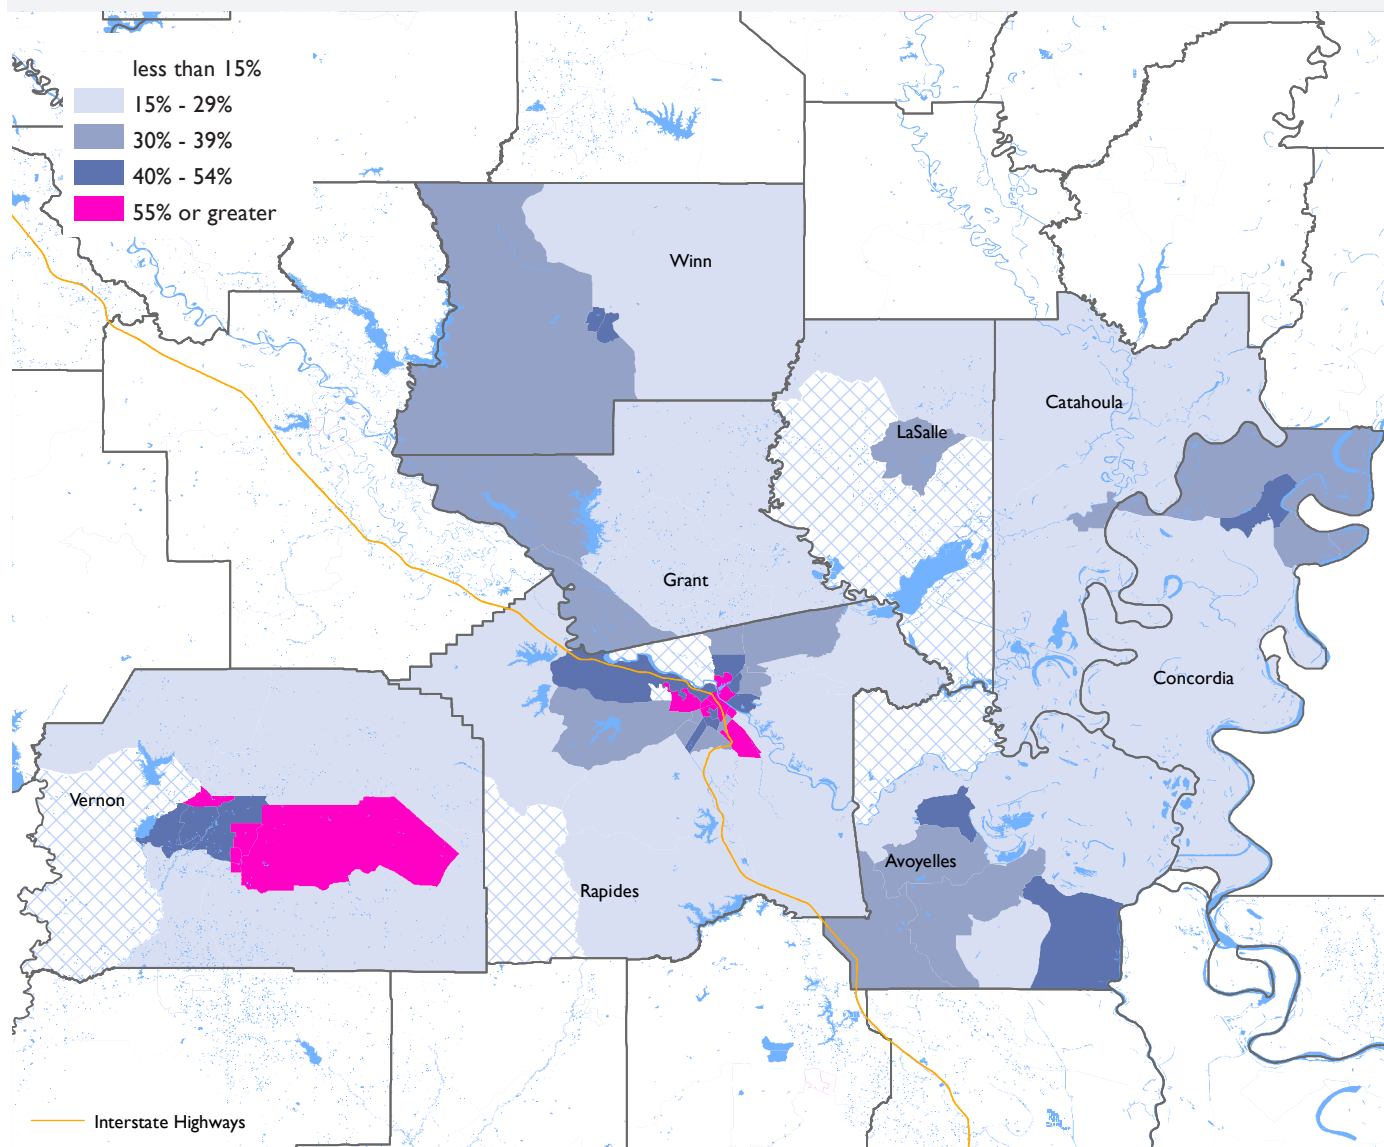 less than 15%
15% - 29%
30% - 39%
40% - 54%
55% or greater
Winn
Catahoula
LaSalle
Grant
Concordia
Vernon
Avoyelles
Rapides
Interstate Highways